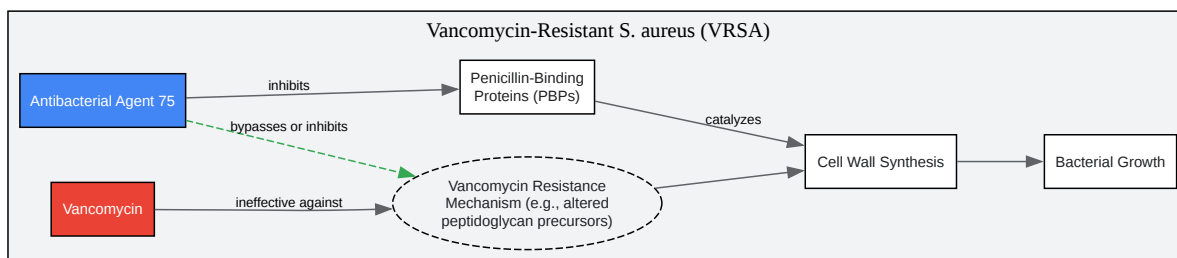 Vancomycin-Resistant S. aureus (VRSA)
Antibacterial Agent 75
inhibits
Penicillin-Binding
Proteins (PBPs)
bypasses or inhibits
catalyzes
Cell Wall Synthesis
Bacterial Growth
Vancomycin
ineffective against
Vancomycin Resistance
Mechanism (e.g., altered
peptidoglycan precursors)